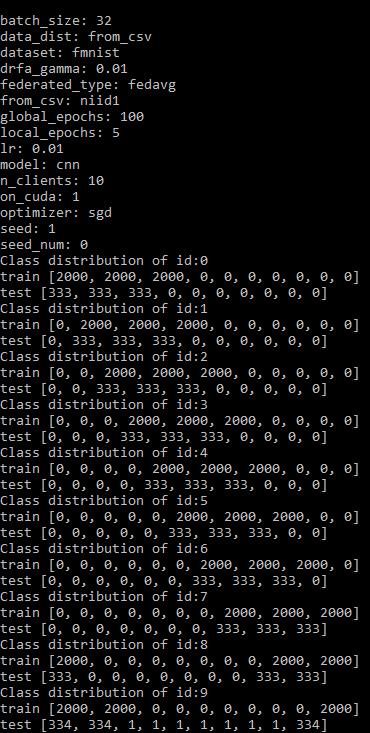 batch_size: 32
data_dist: from_csv
dataset: fmnist
drfa_gamma: 0.01
federated_type: fedavg
from_csv: niid1
global_epochs: 100
local_epochs: 5
lr: 0.01
model: cnn
n_clients: 10
on_cuda: 1
optimizer: sgd
seed: 1
seed_num: 0
Class distribution of id:0
train [2000, 2000, 2000, 0, 0, 0, 0, 0, 0, 0]
test [333, 333, 333, 0, 0, 0, 0, 0, 0, 0]
Class distribution of id:1
train [0, 2000, 2000, 2000, 0, 0, 0, 0, 0, 0]
test [0, 333, 333, 333, 0, 0, 0, 0, 0, 0]
Class distribution of id:2
train [0, 0, 2000, 2000, 2000, 0, 0, 0, 0, 0]
test [0, 0, 333, 333, 333, 0, 0, 0, 0, 0]
Class distribution of id:3
train [0, 0, 0, 2000, 2000, 2000, 0, 0, 0, 0]
test [0, 0, 0, 333, 333, 333, 0, 0, 0, 0]
Class distribution of id:4
train [0, 0, 0, 0, 2000, 2000, 2000, 0, 0, 0]
test [0, 0, 0, 0, 333, 333, 333, 0, 0, 0]
Class distribution of id:5
train [0, 0, 0, 0, 0, 2000, 2000, 2000, 0, 0]
test [0, 0, 0, 0, 0, 333, 333, 333, 0, 0]
Class distribution of id:6
train [0, 0, 0, 0, 0, 0, 2000, 2000, 2000, 0]
test [0, 0, 0, 0, 0, 0, 333, 333, 333, 0]
Class distribution of id:7
train [0, 0, 0, 0, 0, 0, 0, 2000, 2000, 2000]
test [0, 0, 0, 0, 0, 0, 0, 333, 333, 333]
Class distribution of id:8
train [2000, 0, 0, 0, 0, 0, 0, 0, 2000, 2000]
test [333, 0, 0, 0, 0, 0, 0, 0, 333, 333]
Class distribution of id:9
train [2000, 2000, 0, 0, 0, 0, 0, 0, 0, 2000]
test [334, 334, 1, 1, 1, 1, 1, 1, 1, 334]